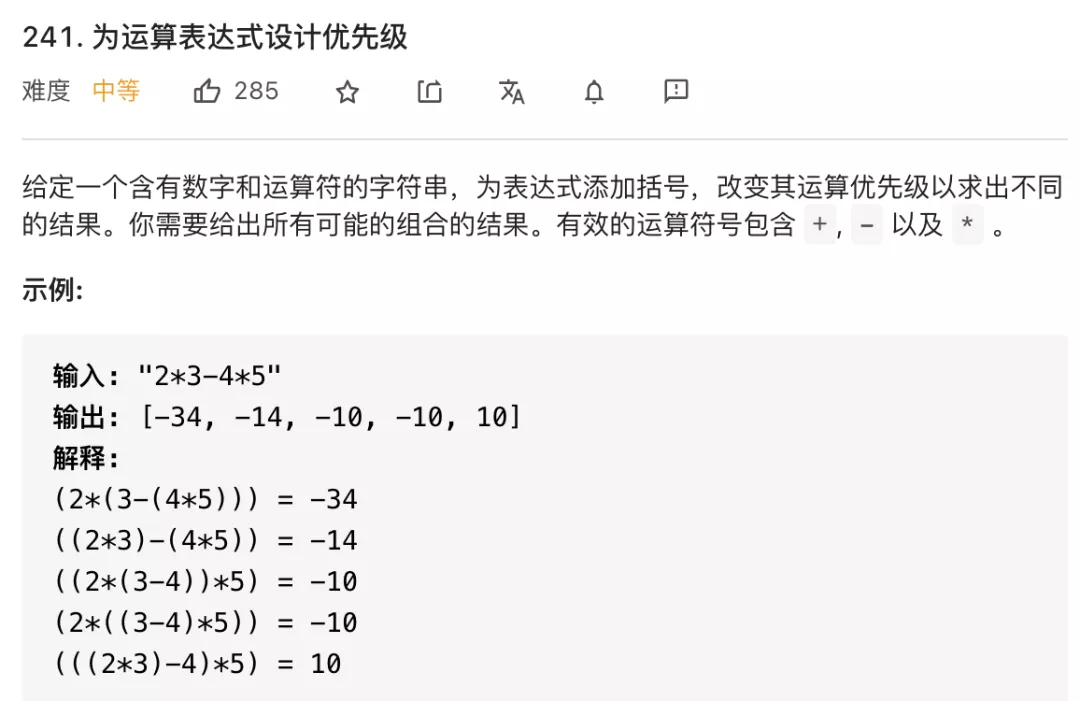 241. 为运算表达式设计优先级
难度 中等 285
给定一个含有数字和运算符的字符串，为表达式添加括号，改变其运算优先级以求出不同
的结果。你需要给出所有可能的组合的结果。有效的运算符号包含 +, - 以及 * 。
示例:
输入: "2*3-4*5"
输出: [-34, -14, -10, -10, 10]
解释:
(2*(3-(4*5))) = -34
((2*3)-(4*5)) = -14
((2*(3-4))*5) = -10
(2*((3-4)*5)) = -10
(((2*3)-4)*5) = 10